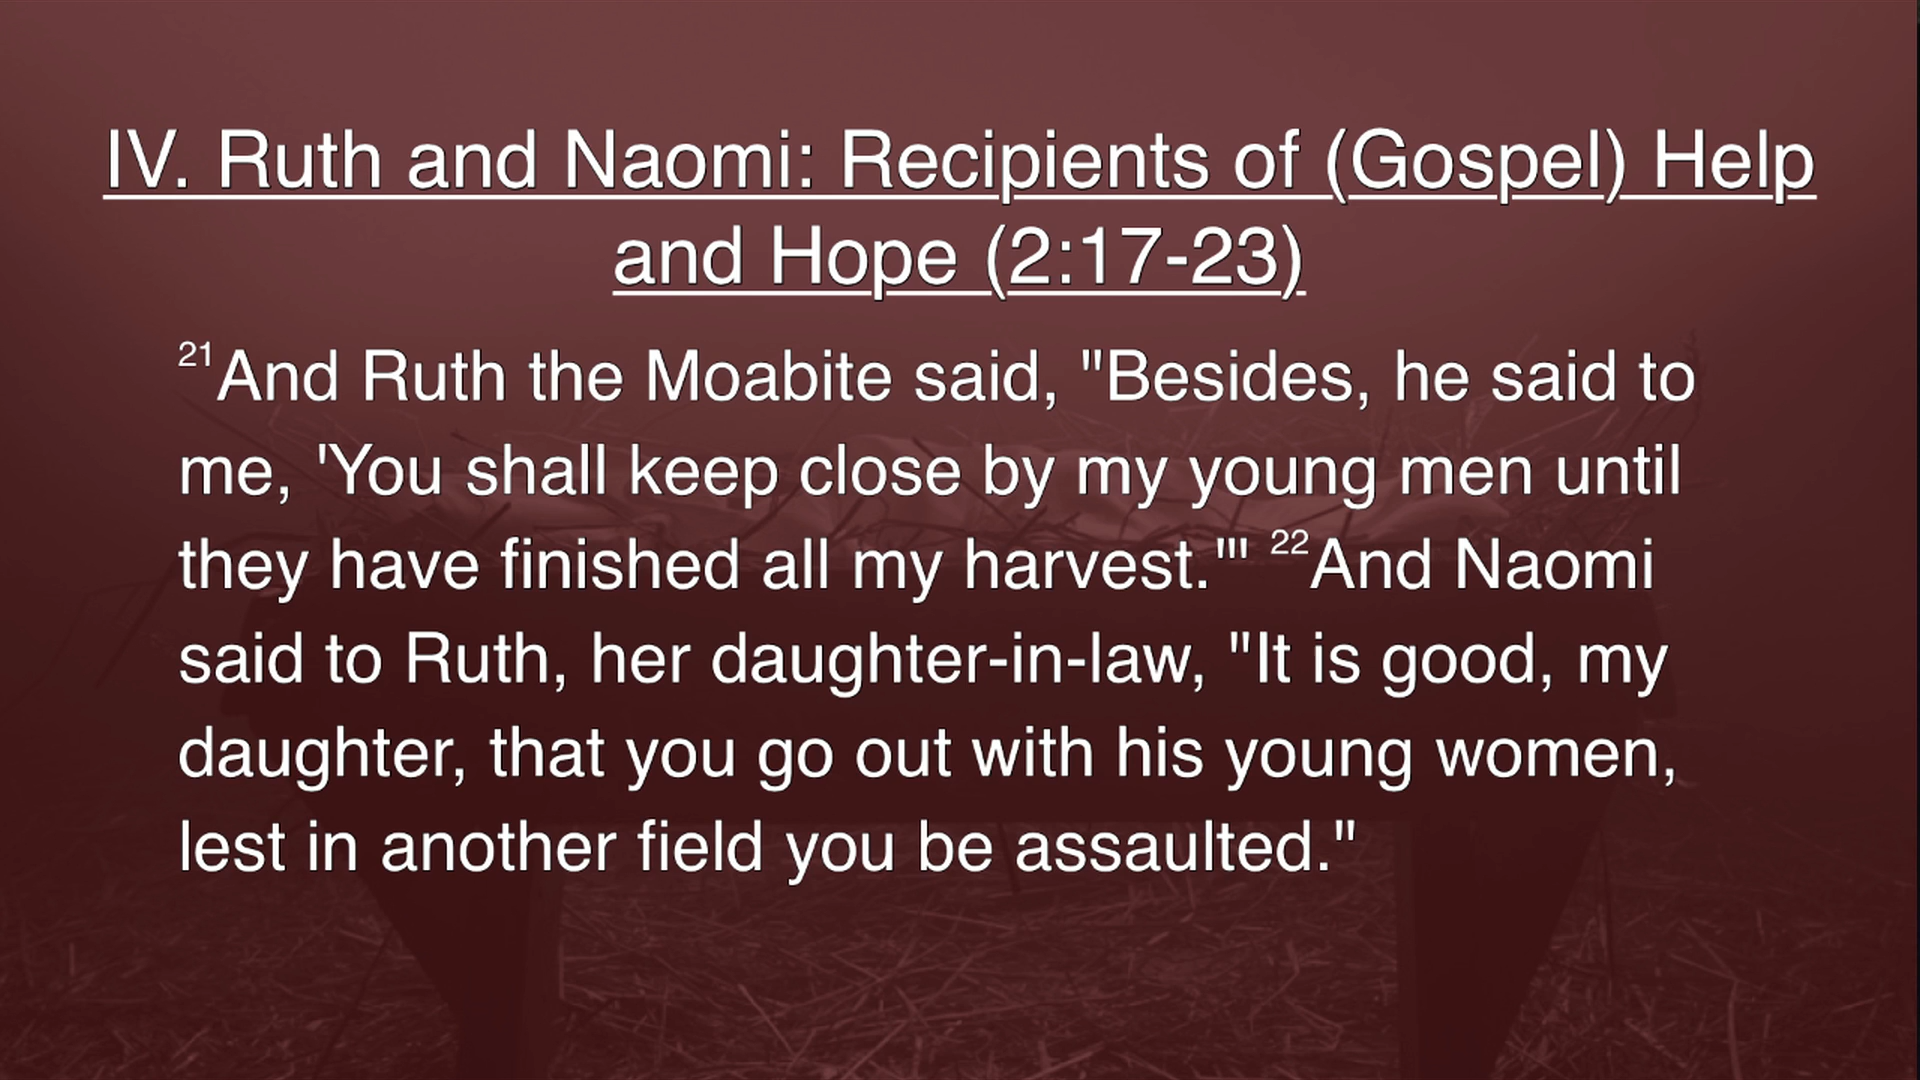 IV. Ruth and Naomi: Recipients of (Gospel) Help
and Hope (2:17-23)
21And Ruth the Moabite said, "Besides, he said to
me, 'You shall keep close by my young men until
they have finished all my harvest.'" 22And Naomi
said to Ruth, her daughter-in-law, "It is good, my
daughter, that you go out with his young women,
lest in another field you be assaulted."